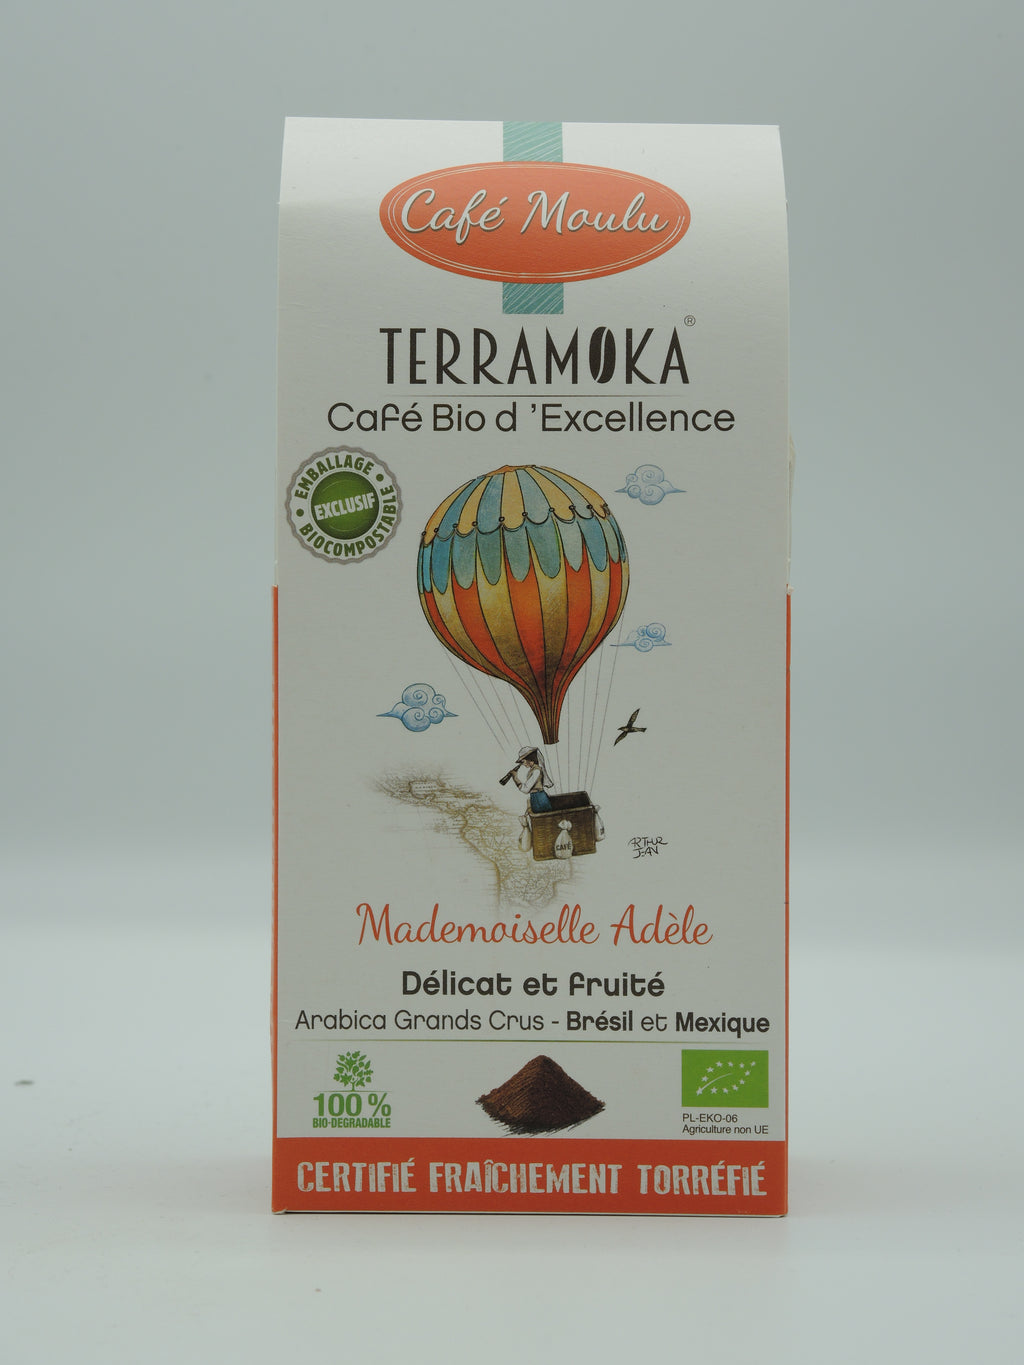 Café Moulu
TERRAMOKA®
Café Bio d'Excellence
EMBALLAGE
EXCLUSIF
BIOCOMPOSTABLE
CAFÉ
ARTHUR
JEAN
Mademoiselle Adèle
Délicat et fruité
Arabica Grands Crus - Brésil et Mexique
100 %
BIO-DEGRADABLE
PL-EKO-06
Agriculture non UE
CERTIFIÉ FRAÎCHEMENT TORRÉFIÉ